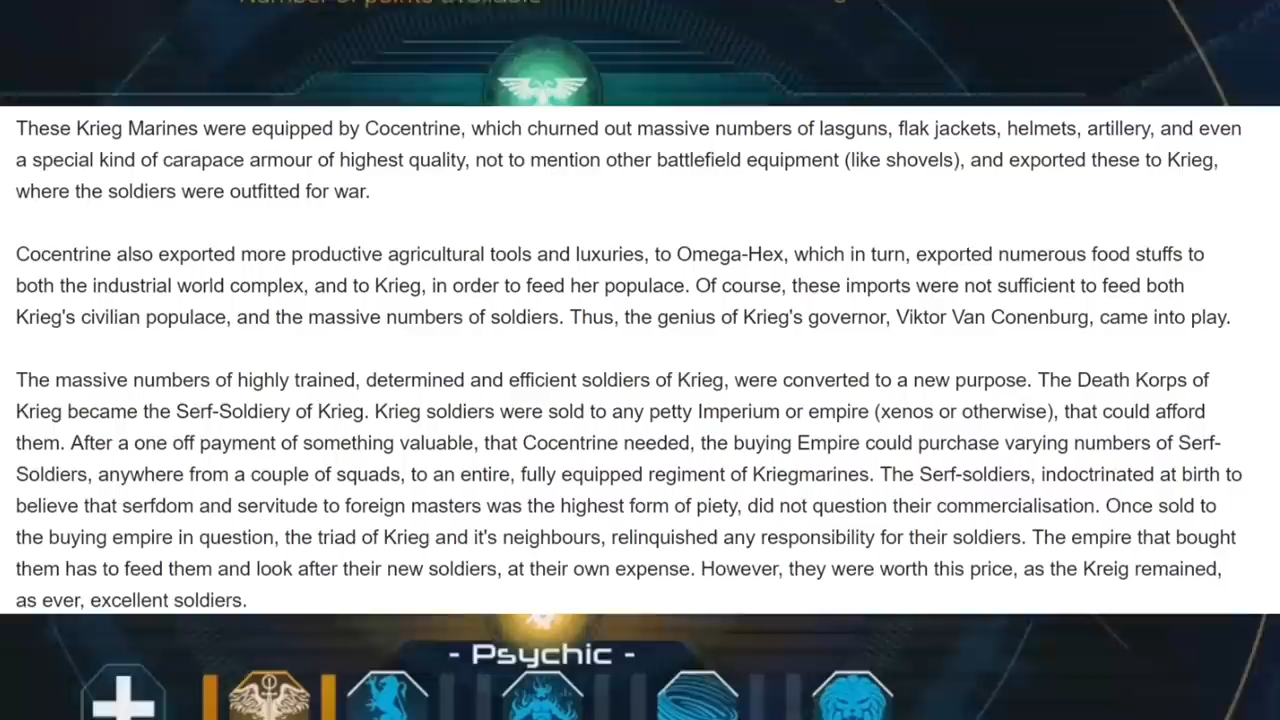 Number of points available
These Krieg Marines were equipped by Cocentrine, which churned out massive numbers of lasguns, flak jackets, helmets, artillery, and even
a special kind of carapace armour of highest quality, not to mention other battlefield equipment (like shovels), and exported these to Krieg,
where the soldiers were outfitted for war.
Cocentrine also exported more productive agricultural tools and luxuries, to Omega-Hex, which in turn, exported numerous food stuffs to
both the industrial world complex, and to Krieg, in order to feed her populace. Of course, these imports were not sufficient to feed both
Krieg's civilian populace, and the massive numbers of soldiers. Thus, the genius of Krieg's governor, Viktor Van Conenburg, came into play.
The massive numbers of highly trained, determined and efficient soldiers of Krieg, were converted to a new purpose. The Death Korps of
Krieg became the Serf-Soldiery of Krieg. Krieg soldiers were sold to any petty Imperium or empire (xenos or otherwise), that could afford
them. After a one off payment of something valuable, that Cocentrine needed, the buying Empire could purchase varying numbers of Serf-
Soldiers, anywhere from a couple of squads, to an entire, fully equipped regiment of Kriegmarines. The Serf-soldiers, indoctrinated at birth to
believe that serfdom and servitude to foreign masters was the highest form of piety, did not question their commercialisation. Once sold to
the buying empire in question, the triad of Krieg and it's neighbours, relinquished any responsibility for their soldiers. The empire that bought
them has to feed them and look after their new soldiers, at their own expense. However, they were worth this price, as the Kreig remained,
as ever, excellent soldiers.
- Psychic -